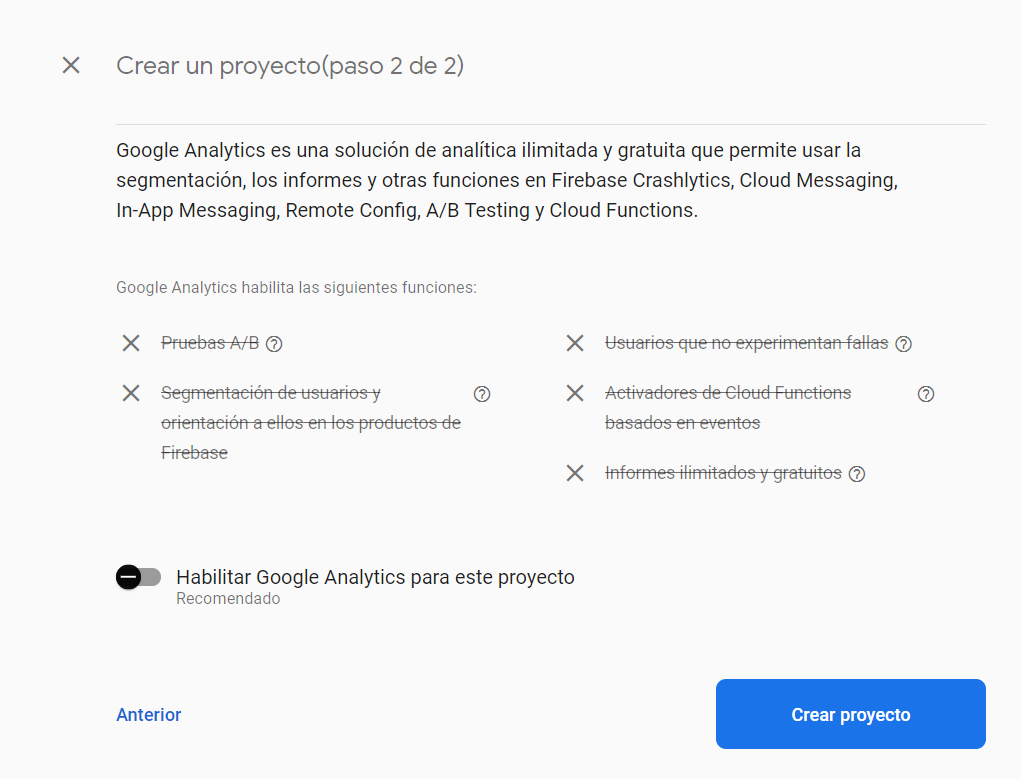 Crear un proyecto(paso 2 de 2)
Google Analytics es una solución de analítica ilimitada y gratuita que permite usar la
segmentación, los informes y otras funciones en Firebase Crashlytics, Cloud Messaging,
In-App Messaging, Remote Config, A/B Testing y Cloud Functions.
Google Analytics habilita las siguientes funciones:
Pruebas A/B
Segmentación de usuarios y
orientación a ellos en los productos de
Firebase
Usuarios que no experimentan fallas
Activadores de Cloud Functions
basados en eventos
Informes ilimitados y gratuitos
Habilitar Google Analytics para este proyecto
Recomendado
Anterior
Crear proyecto